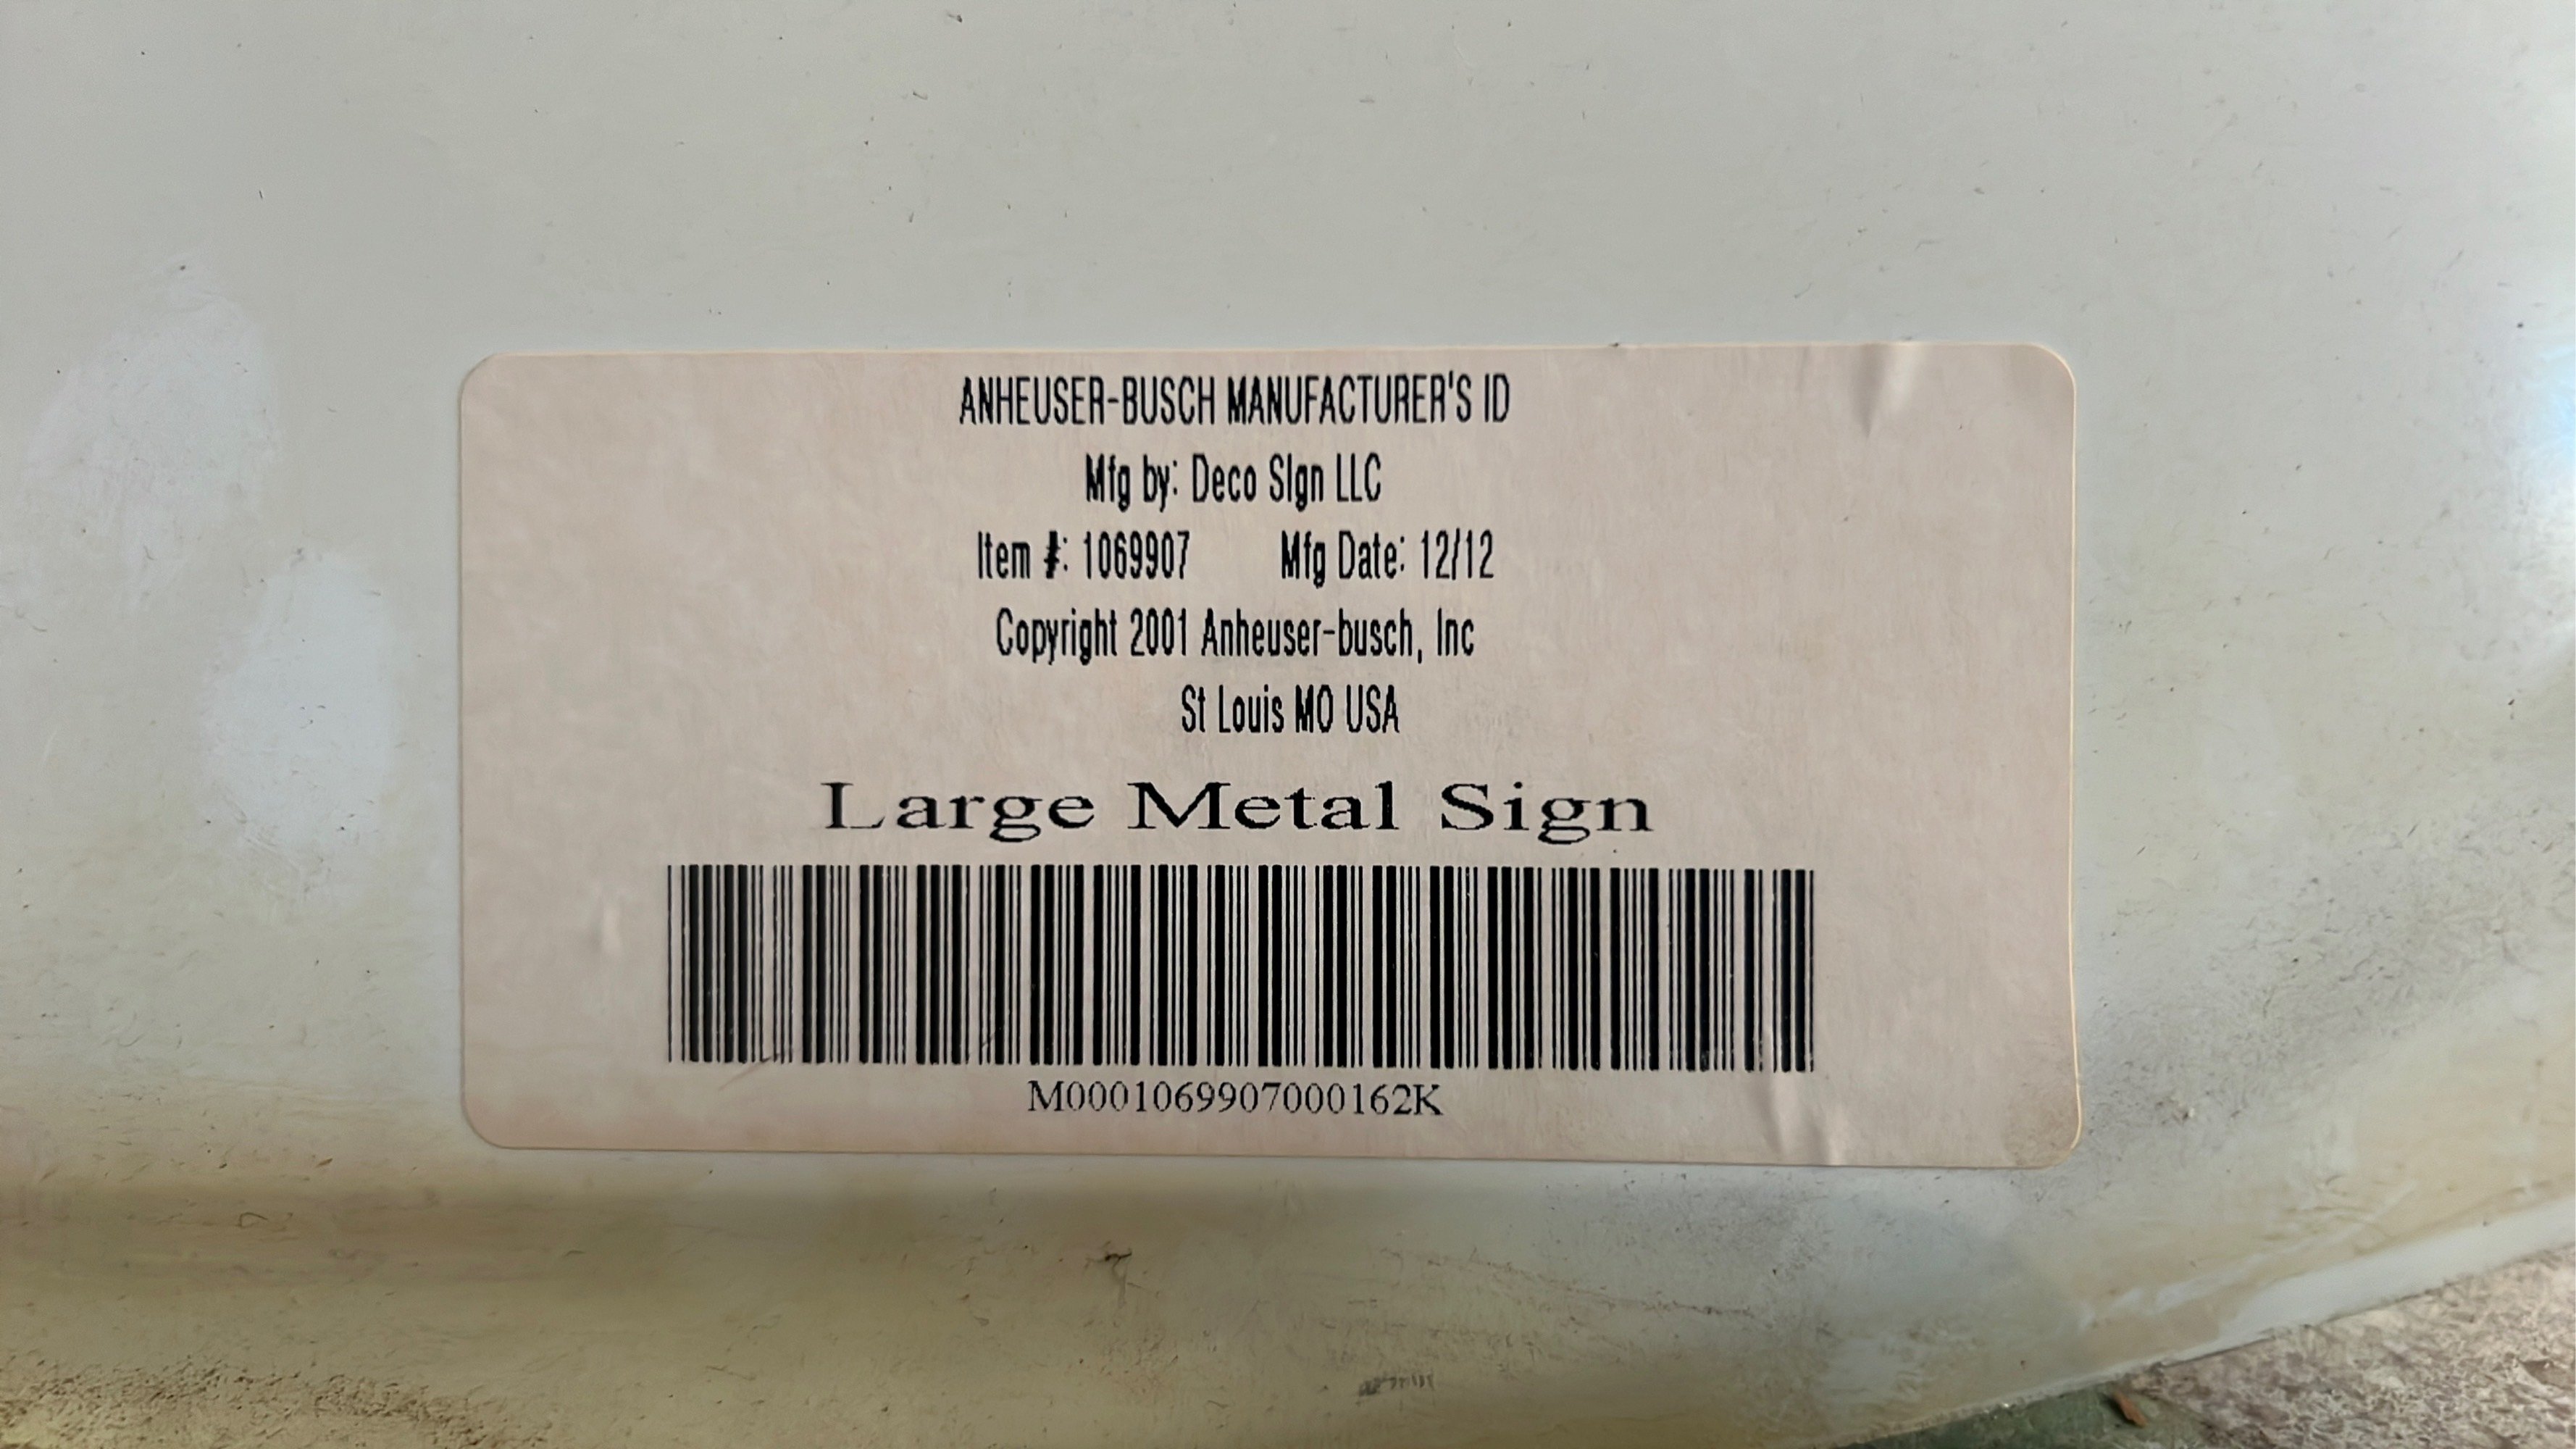 ANHEUSER-BUSCH MANUFACTURER'S ID
Mfg by: Deco SIgn LLC
Item #: 1069907 Mfg Date: 12/12
Copyright 2001 Anheuser-busch, Inc
St Louis MO USA
Large Metal Sign
M0001069907000162K